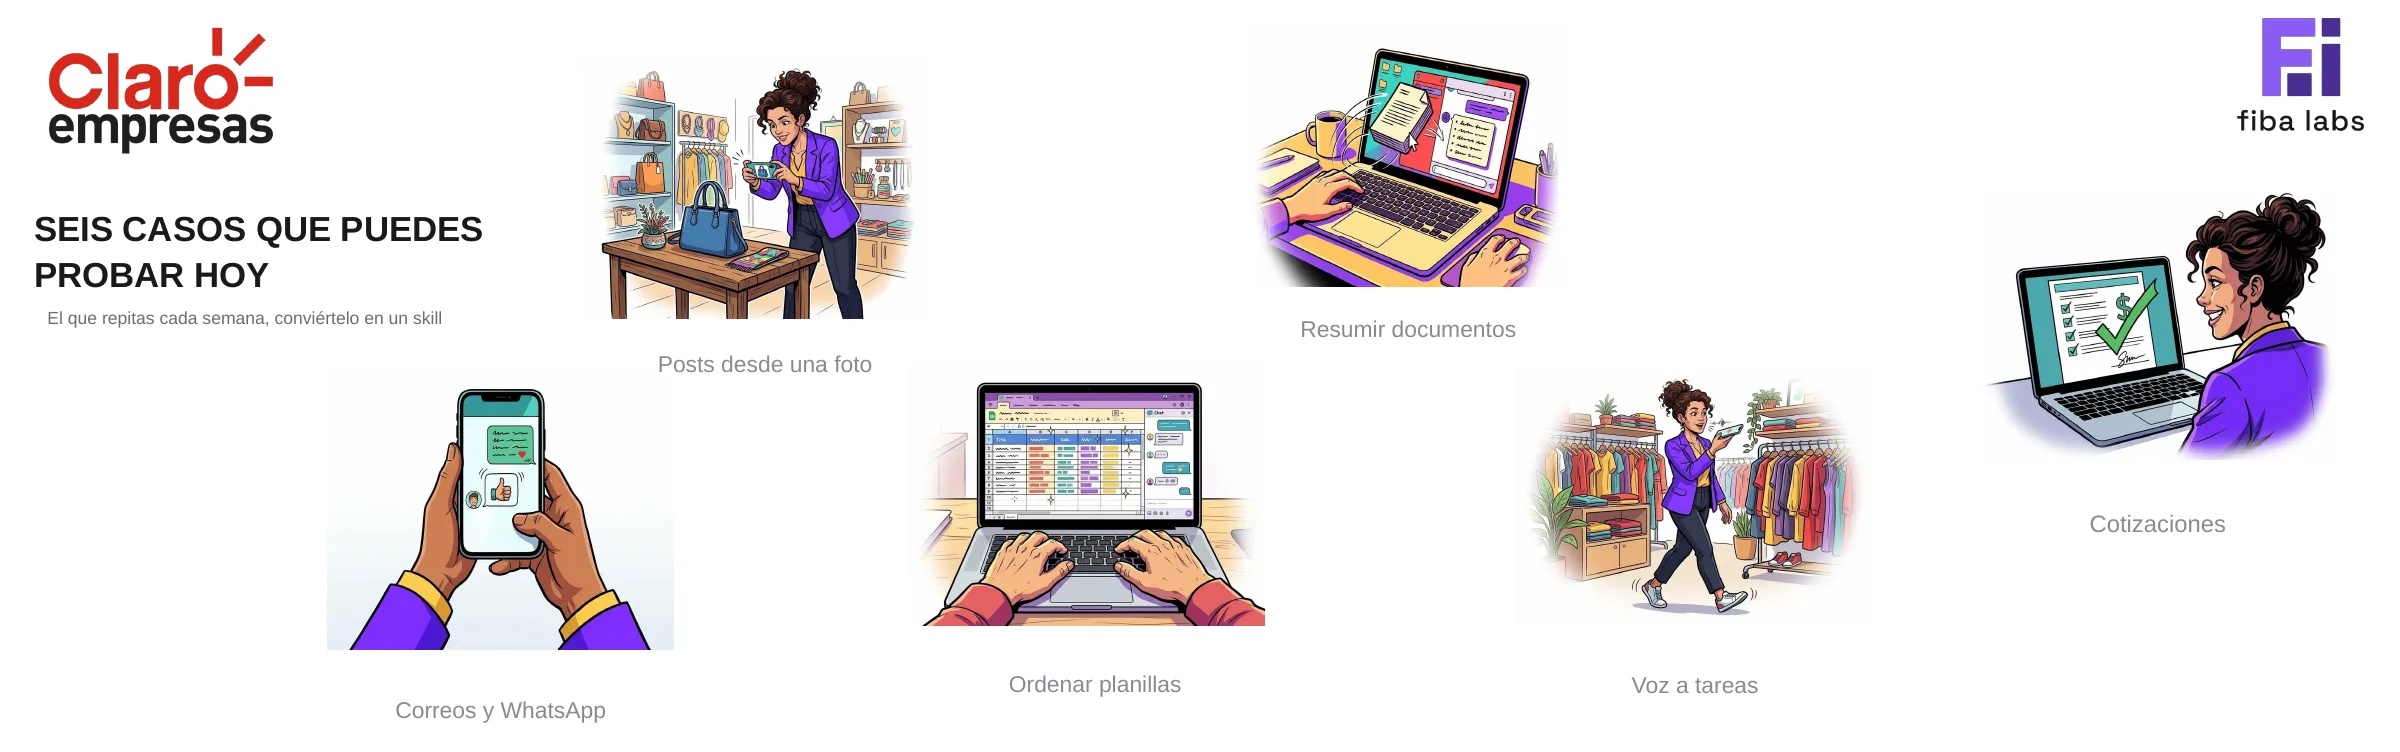 Claro
empresas
fiba labs
SEIS CASOS QUE PUEDES
PROBAR HOY
El que repitas cada semana, conviértelo en un skill
Posts desde una foto
Resumir documentos
Cotizaciones
Correos y WhatsApp
Ordenar planillas
Voz a tareas